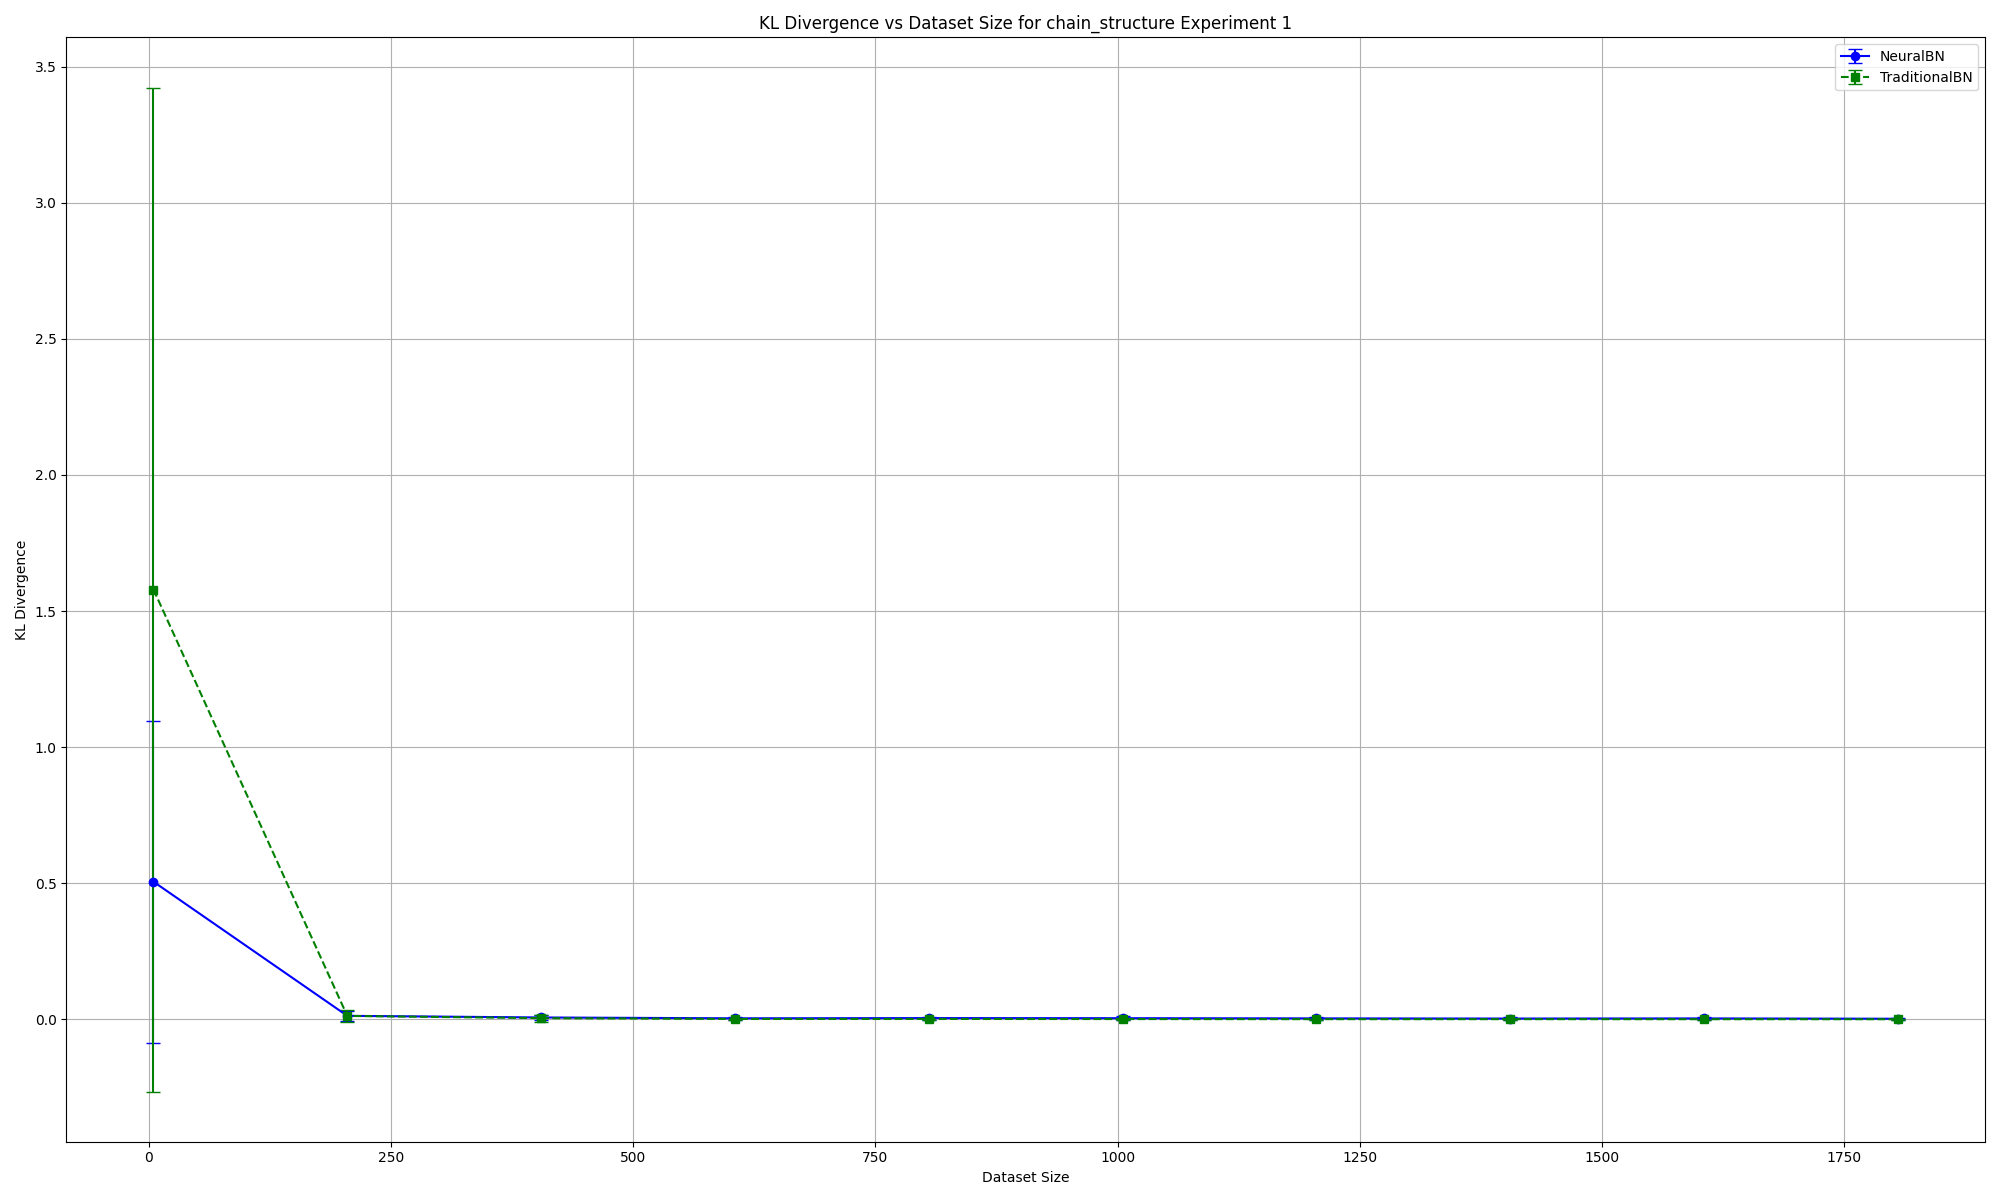 KL Divergence vs Dataset Size for chain_structure Experiment 1
NeuralBN
TraditionalBN
KL Divergence
3.5
3.0
2.5
2.0
1.5
1.0
0.5
0.0
0 250 500 750 1000 1250 1500 1750
Dataset Size